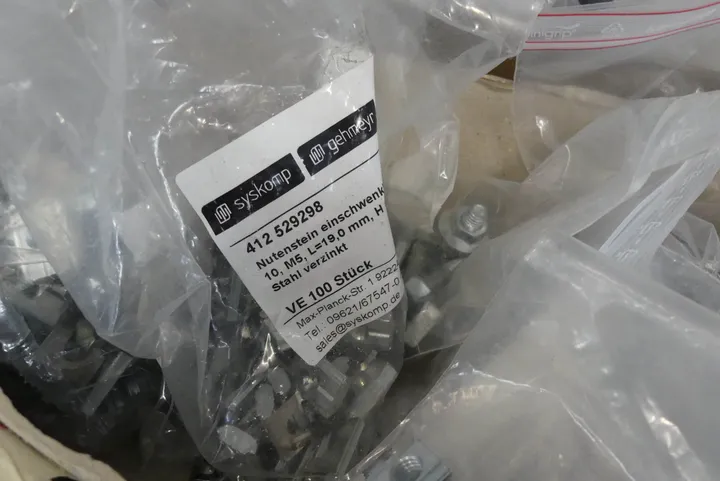 syskomp gehmeyr
412 529298
Nutenstein einschwenk
10, M5, L=19,0 mm, H
Stahl verzinkt
VE 100 Stück
Max-Planck-Str. 1 9222
Tel.: 09621/67547-0
sales@syskomp.de